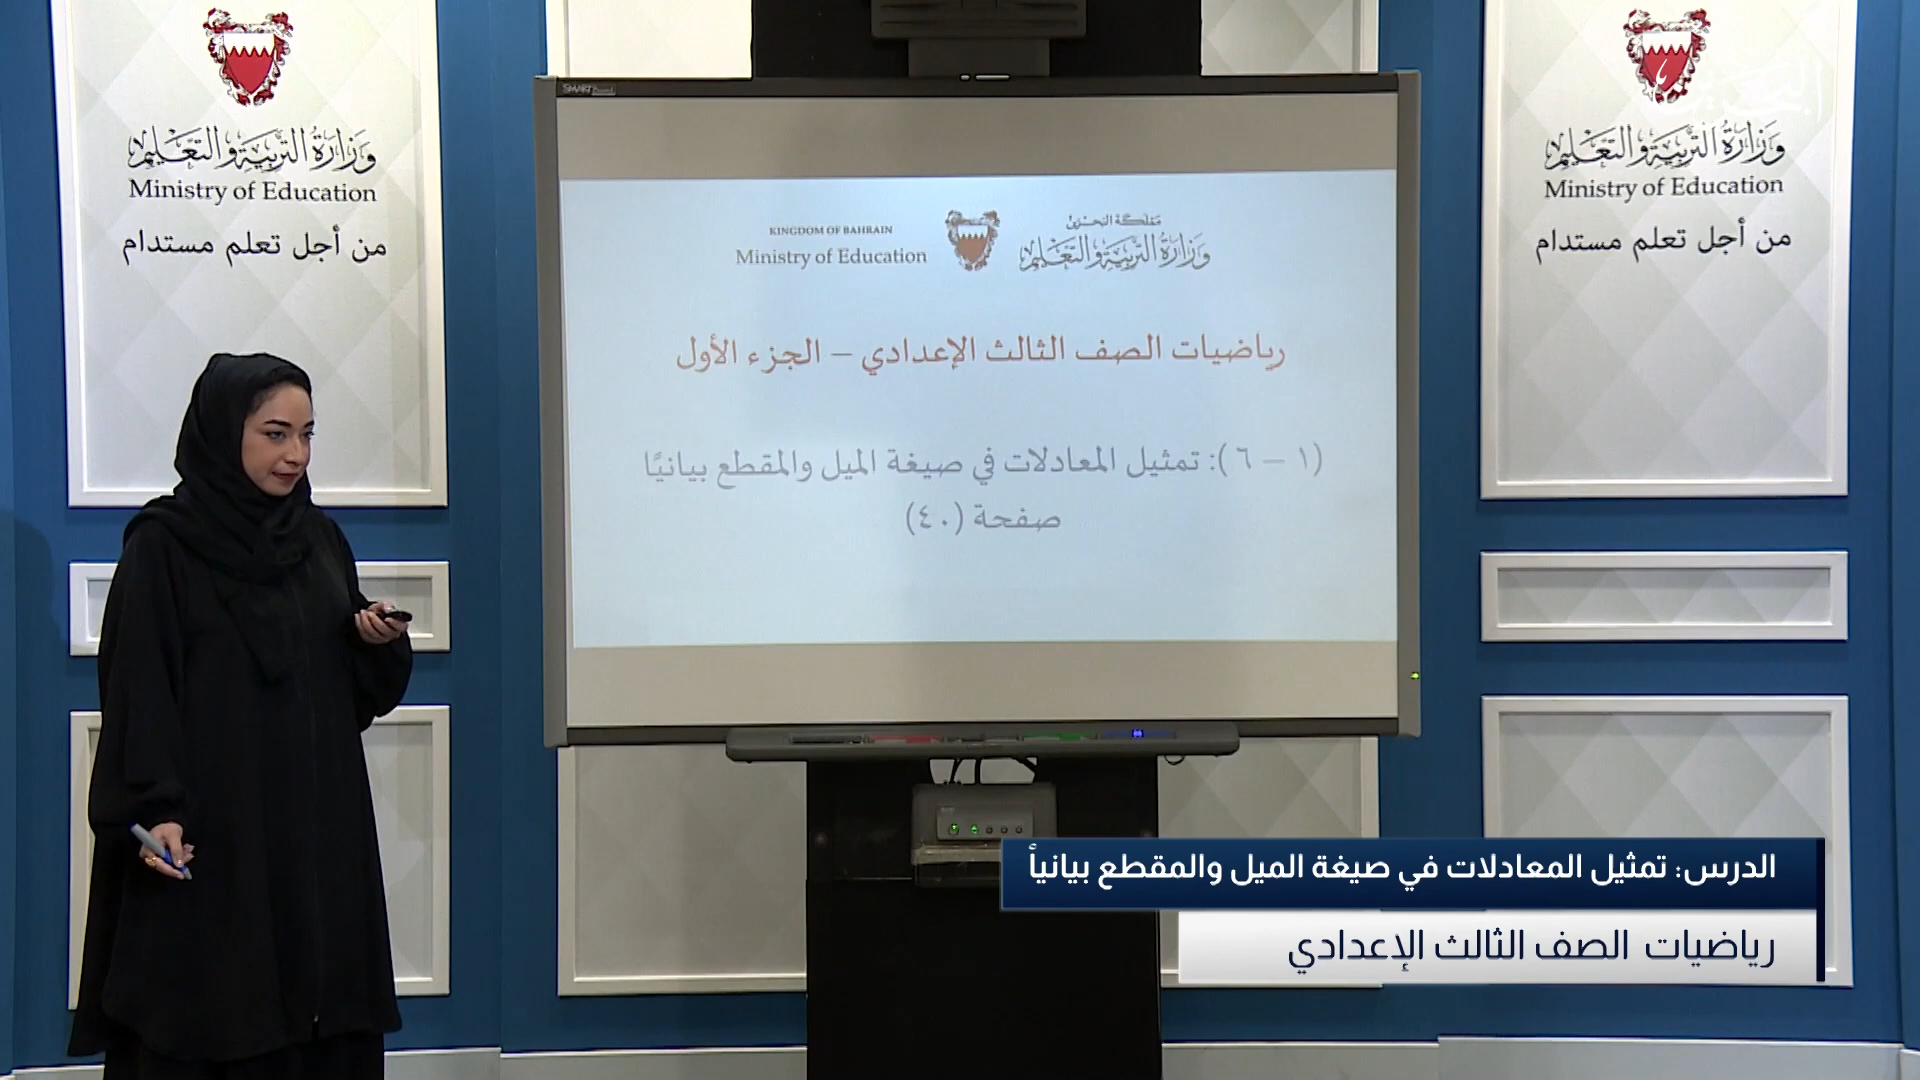 وزارة التربية والتعليم
Ministry of Education
من أجل تعلم مستدام
SMART Board
KINGDOM OF BAHRAIN
Ministry of Education
مملكة البحرين
وزارة التربية والتعليم
رياضيات الصف الثالث الإعدادي – الجزء الأول
(١ – ٦): تمثيل المعادلات في صيغة الميل والمقطع بيانيًا
صفحة (٤٠)
وزارة التربية والتعليم
Ministry of Education
من أجل تعلم مستدام
الدرس: تمثيل المعادلات في صيغة الميل والمقطع بيانياً
رياضيات الصف الثالث الإعدادي